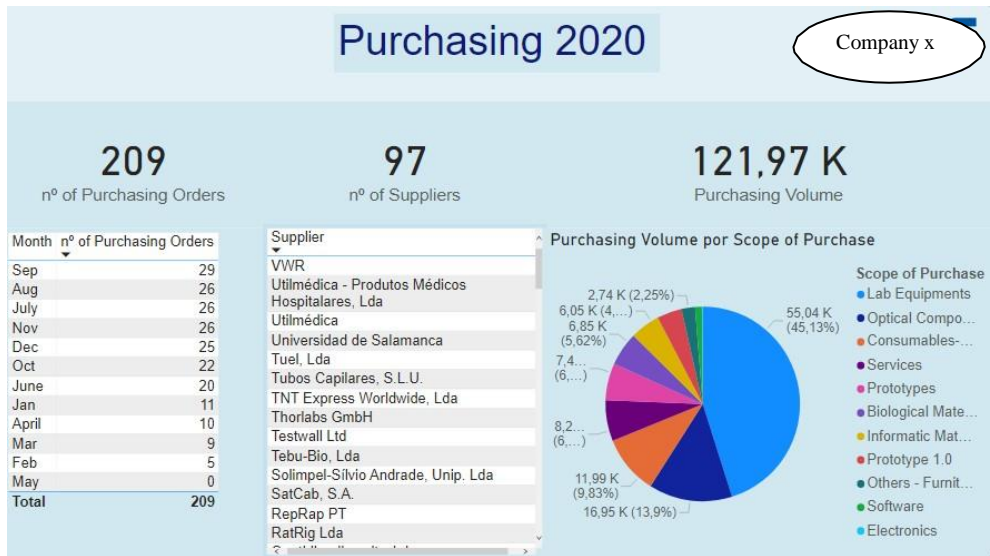 Purchasing 2020
Company x
209
nº of Purchasing Orders
97
nº of Suppliers
121,97 K
Purchasing Volume
Month nº of Purchasing Orders
Sep 29
Aug 26
July 26
Nov 26
Dec 25
Oct 22
June 20
Jan 11
April 10
Mar 9
Feb 5
May 0
Total 209
Supplier
VWR
Utilmédica - Produtos Médicos
Hospitalares, Lda
Utilmédica
Universidad de Salamanca
Tuel, Lda
Tubos Capilares, S.L.U.
TNT Express Worldwide, Lda
Thorlabs GmbH
Testwall Ltd
Tebu-Bio, Lda
Solimpel-Sílvio Andrade, Unip. Lda
SatCab, S.A.
RepRap PT
RatRig Lda
Purchasing Volume por Scope of Purchase
2,74 K (2,25%)
6,05 K (4,...)
6,85 K
(5,62%)
7,4...
(6,...)
8,2...
(6,...)
11,99 K
(9,83%)
16,95 K (13,9%)
55,04 K
(45,13%)
Scope of Purchase
Lab Equipments
Optical Compo...
Consumables-...
Services
Prototypes
Biological Mate...
Informatic Mat...
Prototype 1.0
Others - Furnit...
Software
Electronics